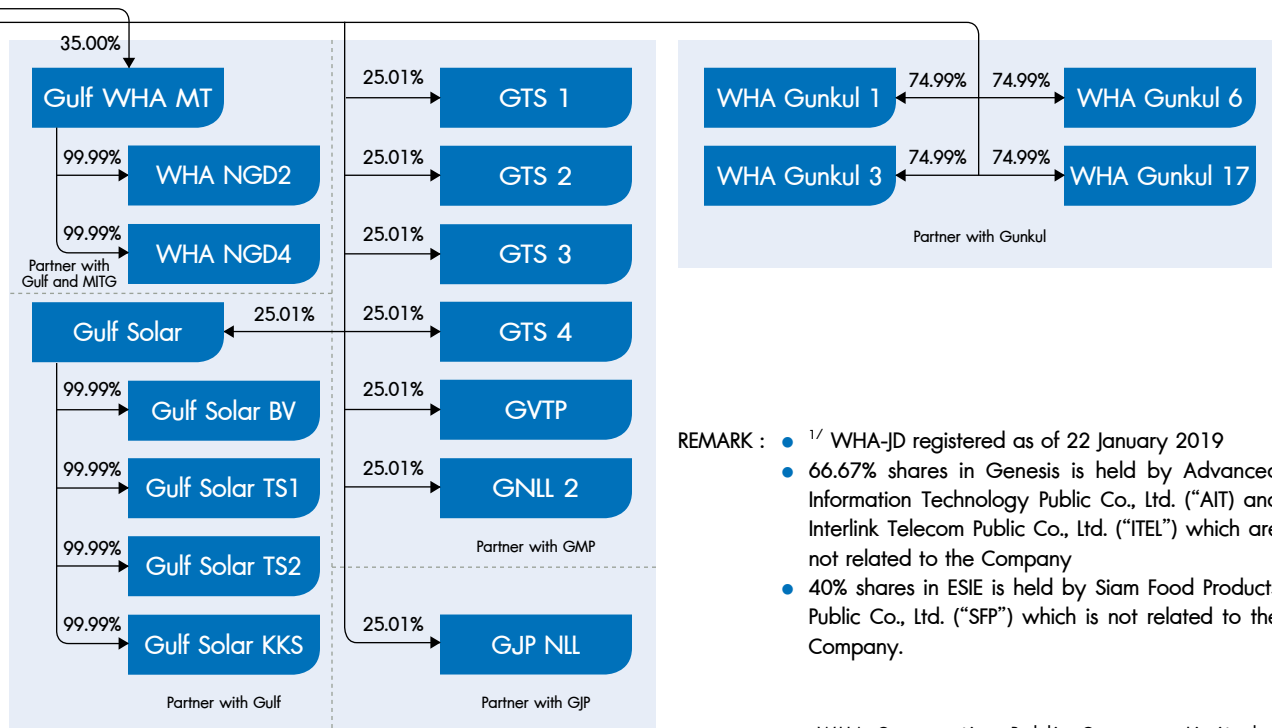 35.00%
Gulf WHA MT
99.99%
WHA NGD2
99.99%
WHA NGD4
Partner with
Gulf and MITG
Gulf Solar
25.01%
99.99%
Gulf Solar BV
99.99%
Gulf Solar TS1
99.99%
Gulf Solar TS2
99.99%
Gulf Solar KKS
Partner with Gulf
25.01%
GTS 1
25.01%
GTS 2
25.01%
GTS 3
25.01%
GTS 4
25.01%
GVTP
25.01%
GNLL 2
Partner with GMP
25.01%
GJP NLL
Partner with GJP
WHA Gunkul 1
74.99%
74.99%
WHA Gunkul 6
WHA Gunkul 3
74.99%
74.99%
WHA Gunkul 17
Partner with Gunkul
REMARK : ● 1/ WHA-JD registered as of 22 January 2019
● 66.67% shares in Genesis is held by Advanced
Information Technology Public Co., Ltd. (“AIT) and
Interlink Telecom Public Co., Ltd. (“ITEL”) which are
not related to the Company
● 40% shares in ESIE is held by Siam Food Products
Public Co., Ltd. (“SFP”) which is not related to the
Company.